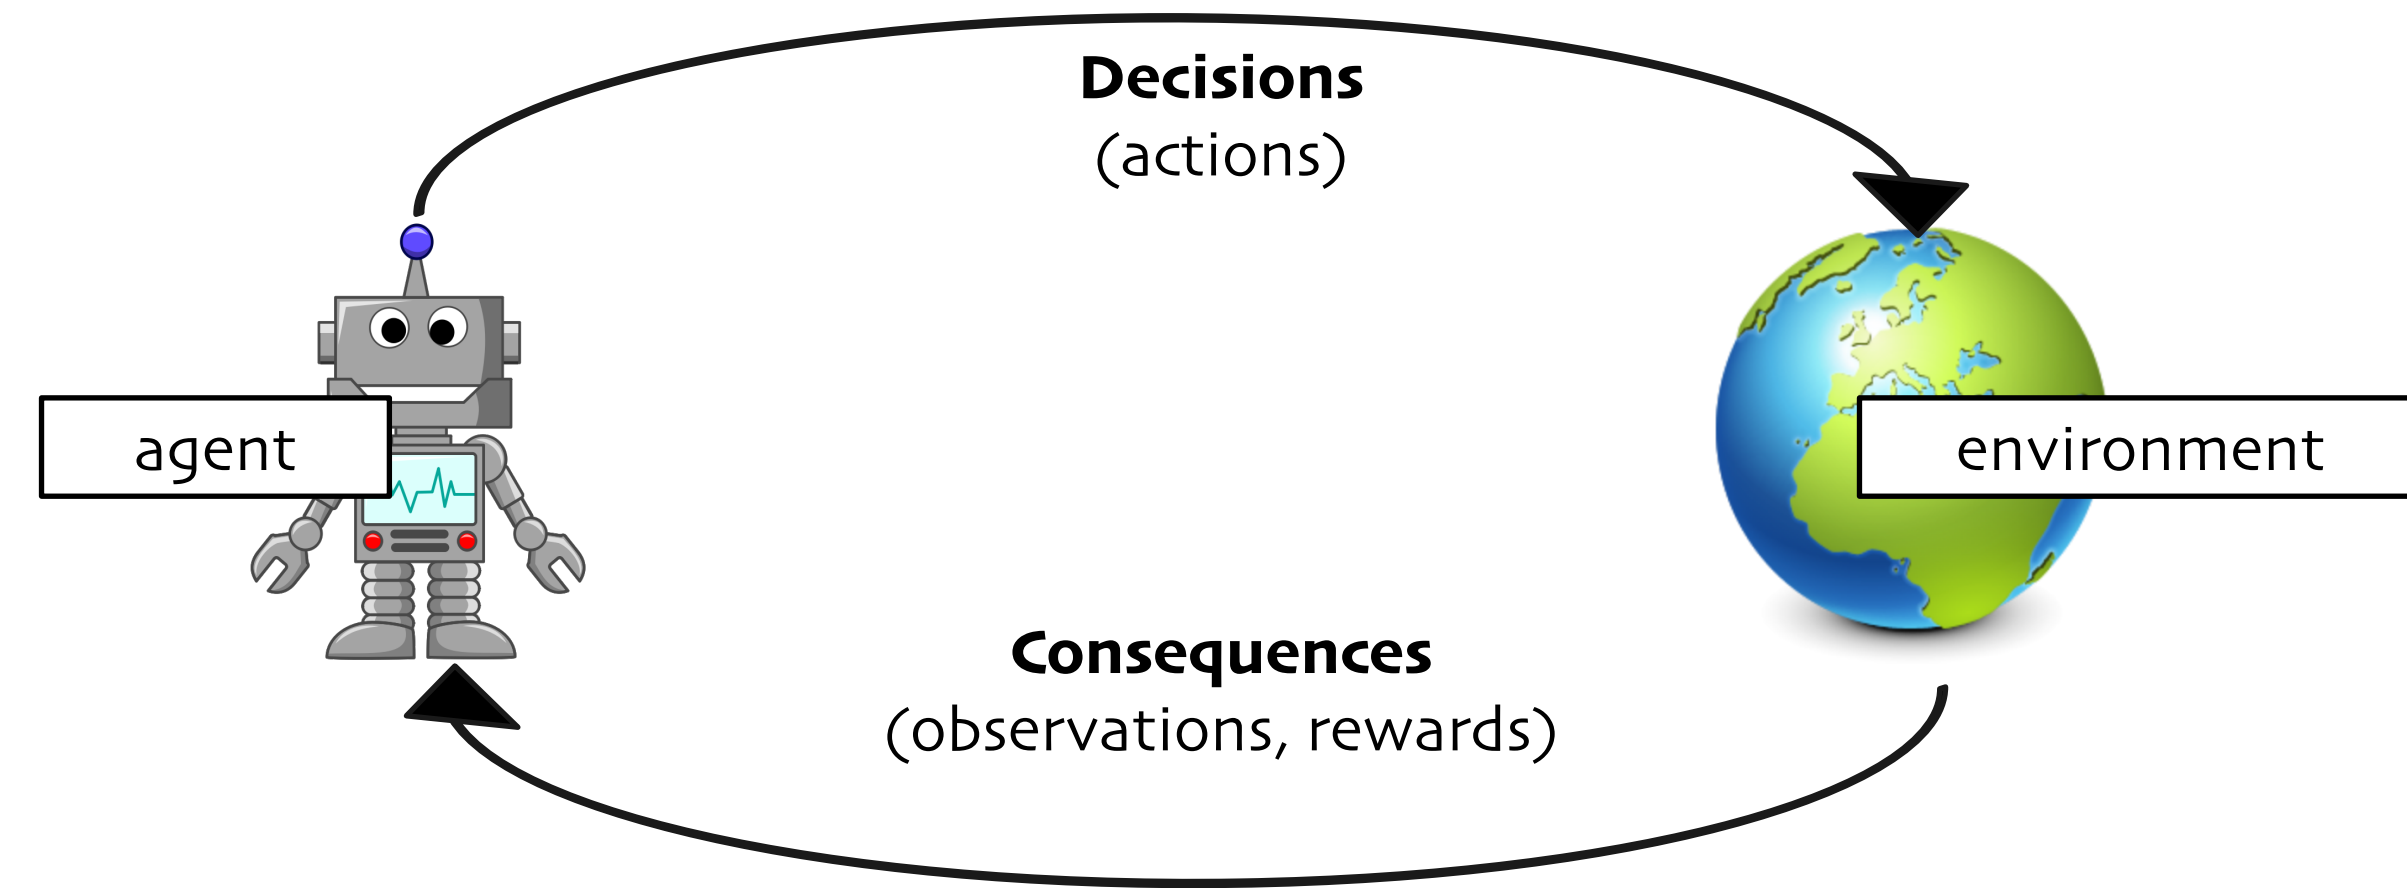 Decisions
(actions)
agent
environment
Consequences
(observations, rewards)